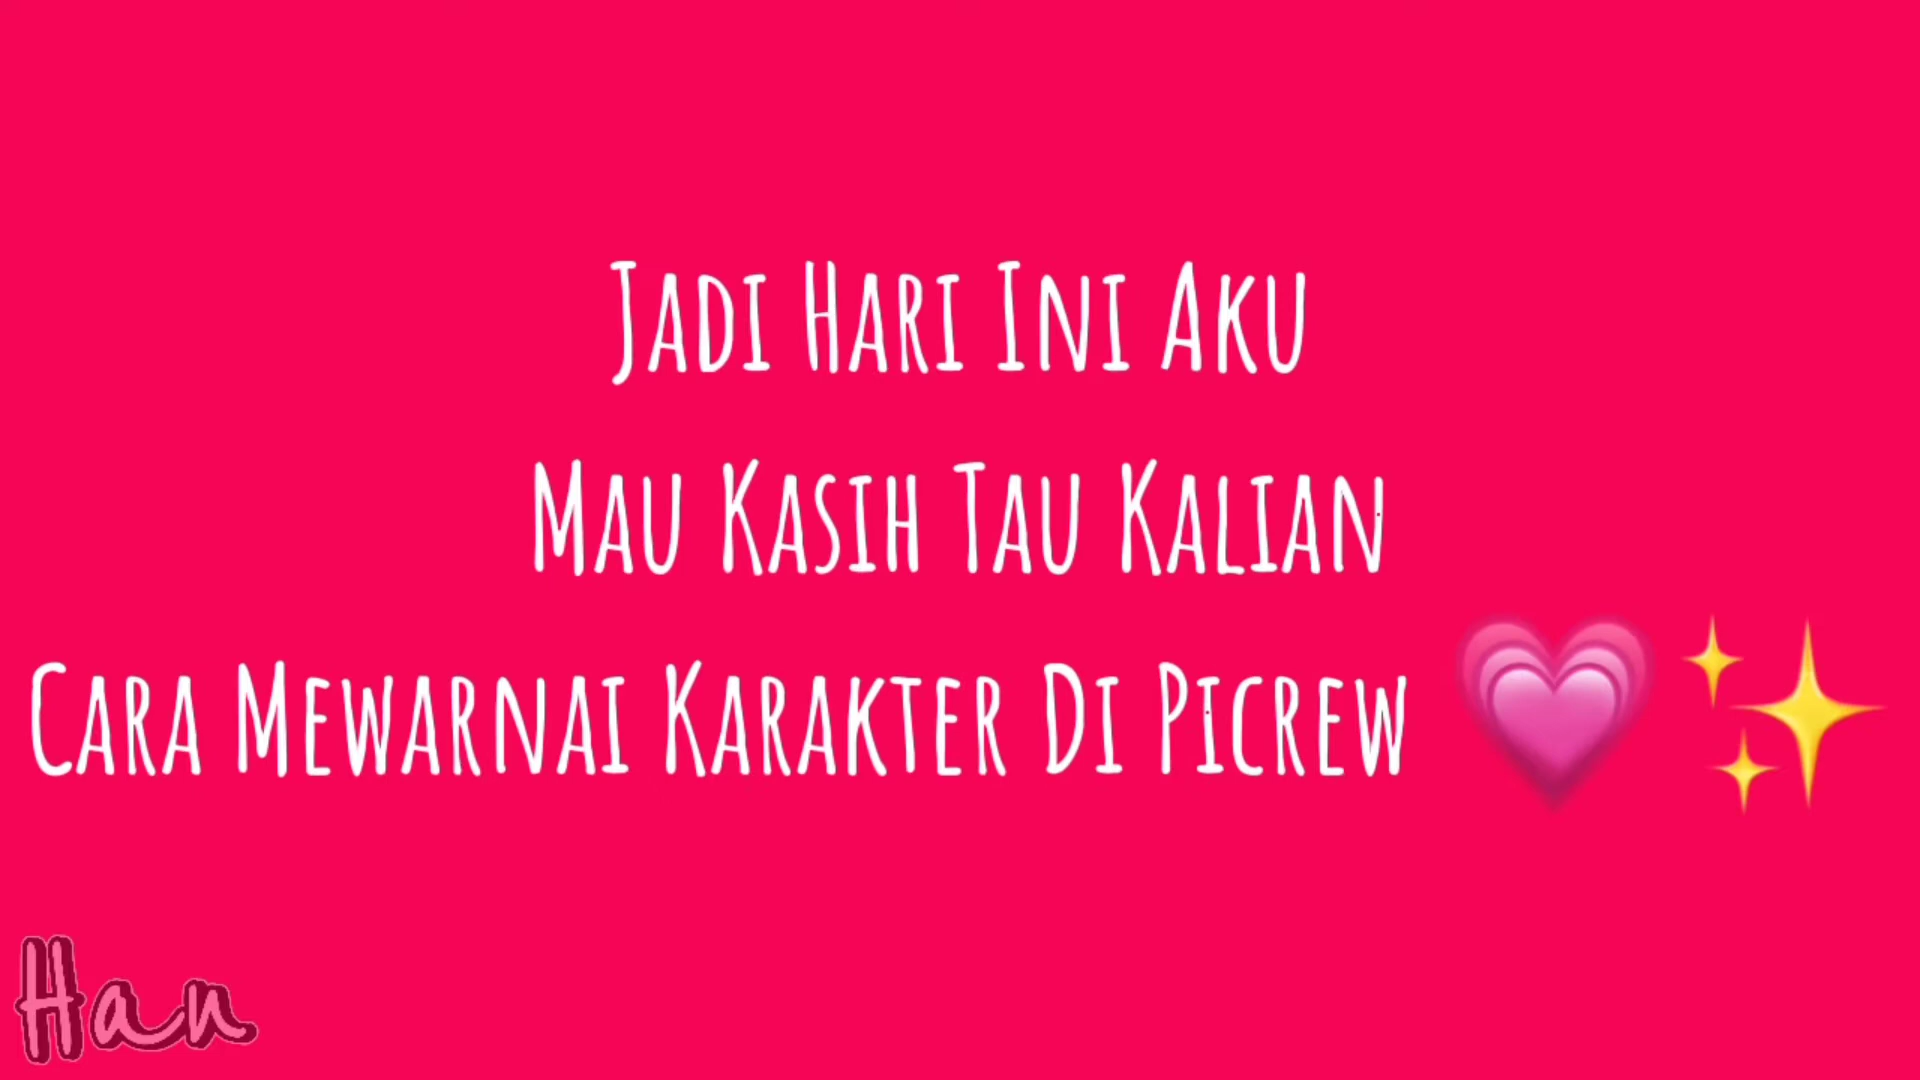 Jadi Hari Ini Aku
Mau Kasih Tau Kalian
Cara Mewarnai Karakter Di Picrew 💗✨
Han